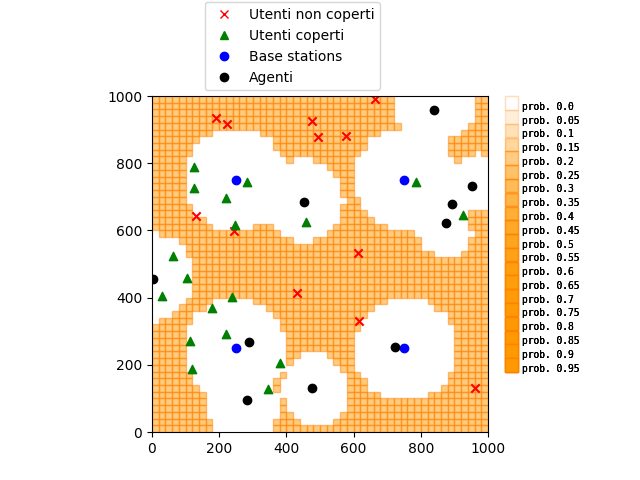 Utenti non coperti
Utenti coperti
Base stations
Agenti
1000
800
600
400
200
0
0 200 400 600 800 1000
prob. 0.0
prob. 0.05
prob. 0.1
prob. 0.15
prob. 0.2
prob. 0.25
prob. 0.3
prob. 0.35
prob. 0.4
prob. 0.45
prob. 0.5
prob. 0.55
prob. 0.6
prob. 0.65
prob. 0.7
prob. 0.75
prob. 0.8
prob. 0.85
prob. 0.9
prob. 0.95